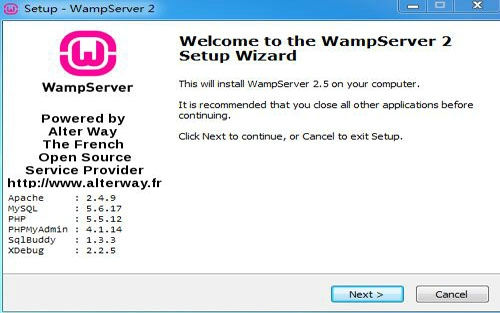 Setup - WampServer 2
WampServer
Powered by
Alter Way
The French
Open Source
Service Provider
http://www.alterway.fr
Apache : 2.4.9
MySQL : 5.6.17
PHP : 5.5.12
PHPMyAdmin : 4.1.14
SqlBuddy : 1.3.3
XDebug : 2.2.5
Welcome to the WampServer 2
Setup Wizard
This will install WampServer 2.5 on your computer.
It is recommended that you close all other applications before
continuing.
Click Next to continue, or Cancel to exit Setup.
Next >
Cancel